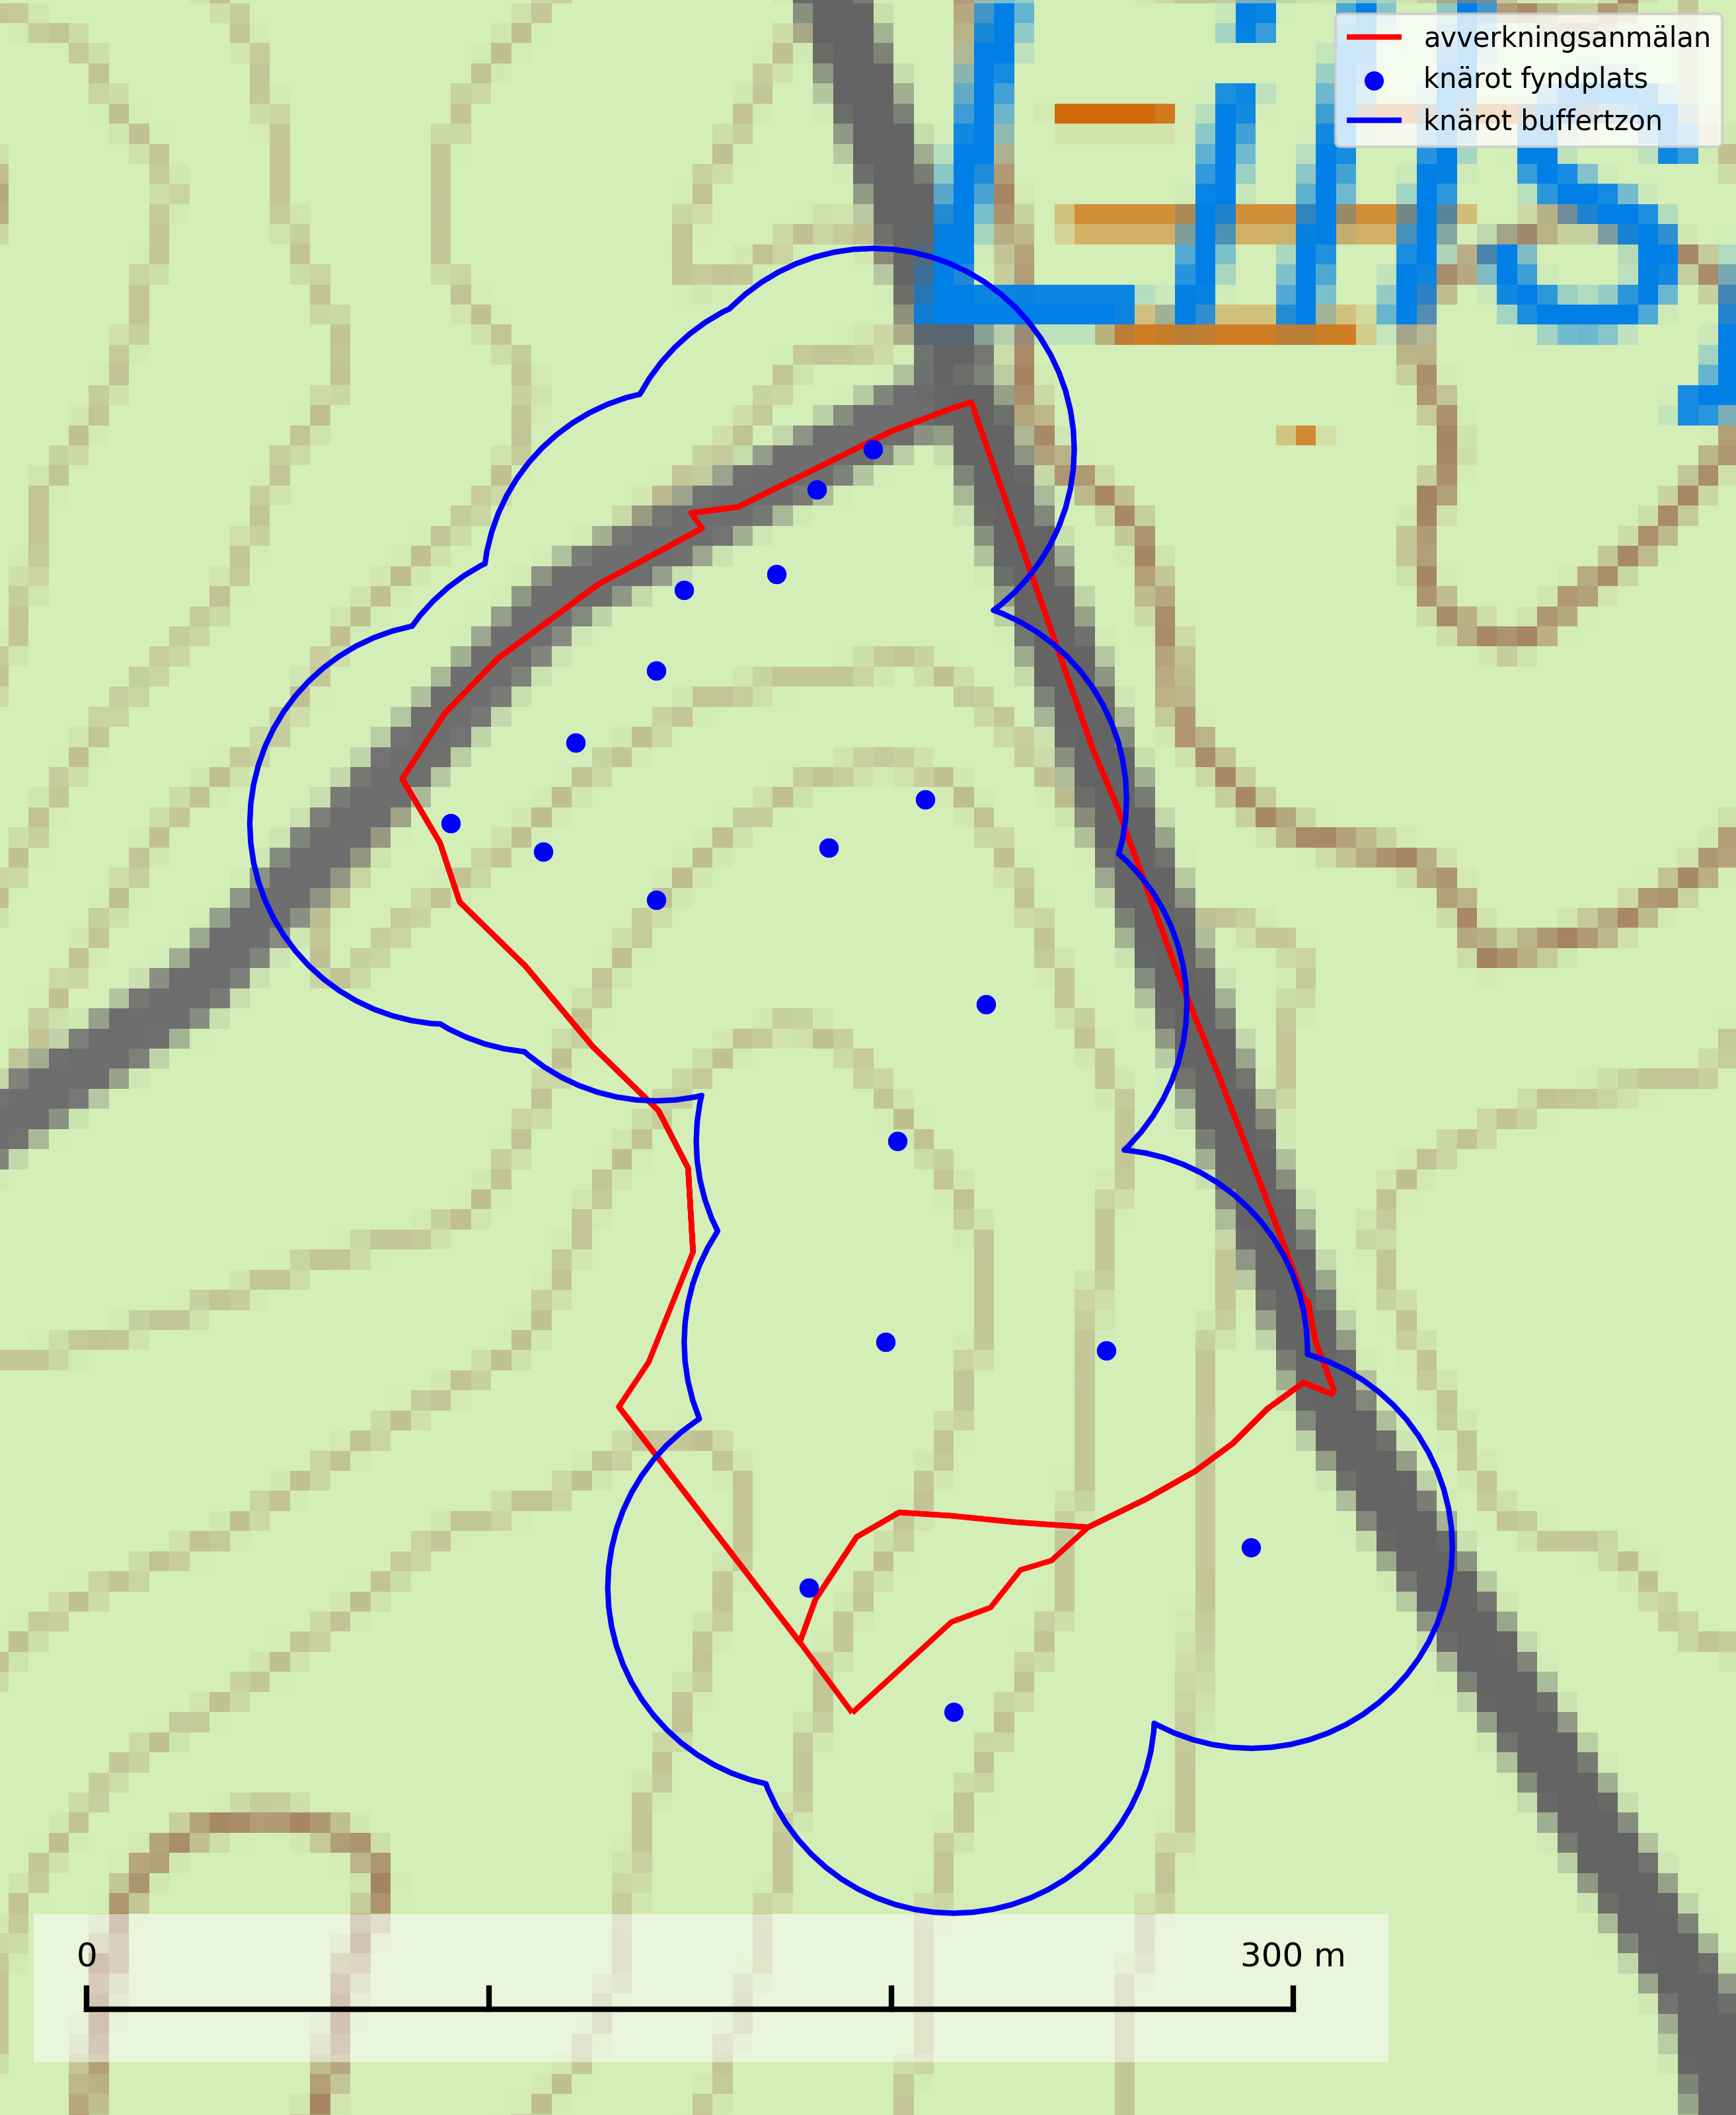 avverkningsanmälan
knärot fyndplats
knärot buffertzon
0 300 m